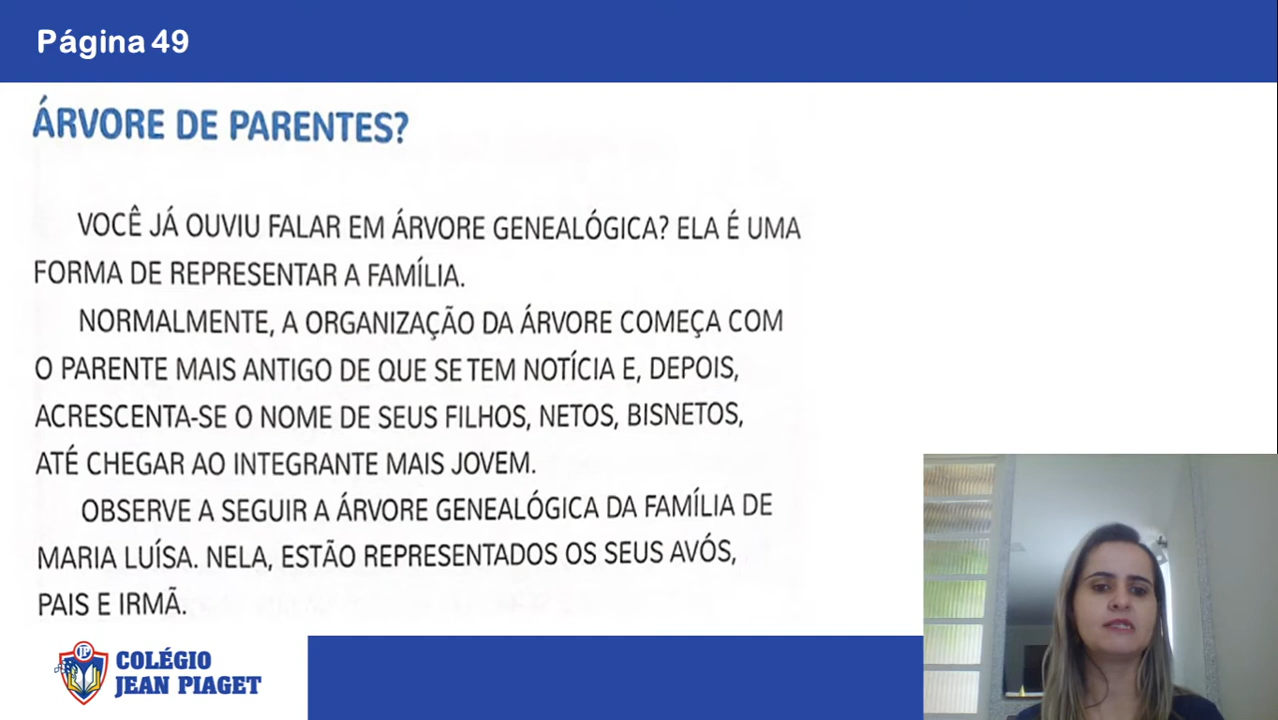 Página 49
ÁRVORE DE PARENTES?
VOCÊ JÁ OUVIU FALAR EM ÁRVORE GENEALÓGICA? ELA É UMA
FORMA DE REPRESENTAR A FAMÍLIA.
NORMALMENTE, A ORGANIZAÇÃO DA ÁRVORE COMEÇA COM
O PARENTE MAIS ANTIGO DE QUE SE TEM NOTÍCIA E, DEPOIS,
ACRESCENTA-SE O NOME DE SEUS FILHOS, NETOS, BISNETOS,
ATÉ CHEGAR AO INTEGRANTE MAIS JOVEM.
OBSERVE A SEGUIR A ÁRVORE GENEALÓGICA DA FAMÍLIA DE
MARIA LUÍSA. NELA, ESTÃO REPRESENTADOS OS SEUS AVÓS,
PAIS E IRMÃ.
COLÉGIO
JEAN PIAGET